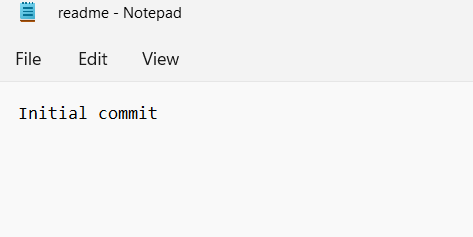 readme - Notepad
File Edit View
Initial commit